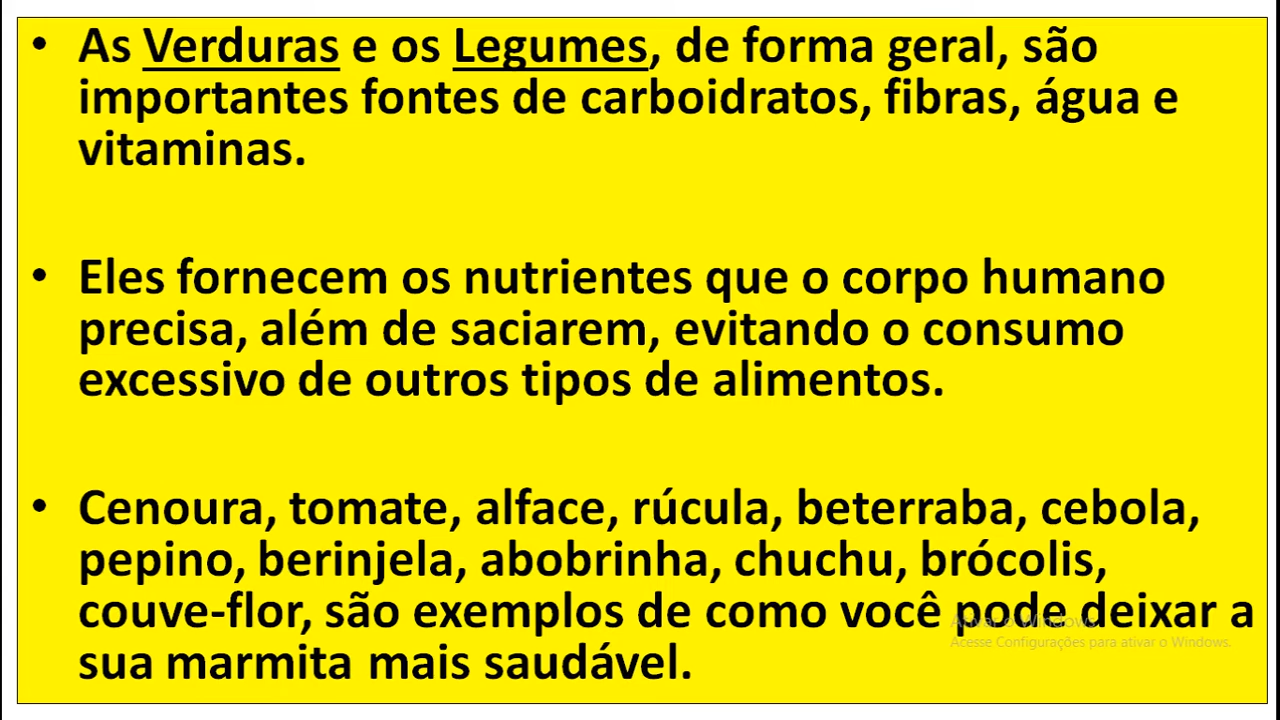 • As Verduras e os Legumes, de forma geral, são
importantes fontes de carboidratos, fibras, água e
vitaminas.
• Eles fornecem os nutrientes que o corpo humano
precisa, além de saciarem, evitando o consumo
excessivo de outros tipos de alimentos.
• Cenoura, tomate, alface, rúcula, beterraba, cebola,
pepino, berinjela, abobrinha, chuchu, brócolis,
couve-flor, são exemplos de como você pode deixar a
sua marmita mais saudável.
Ativar o Windows
Acesse Configurações para ativar o Windows.